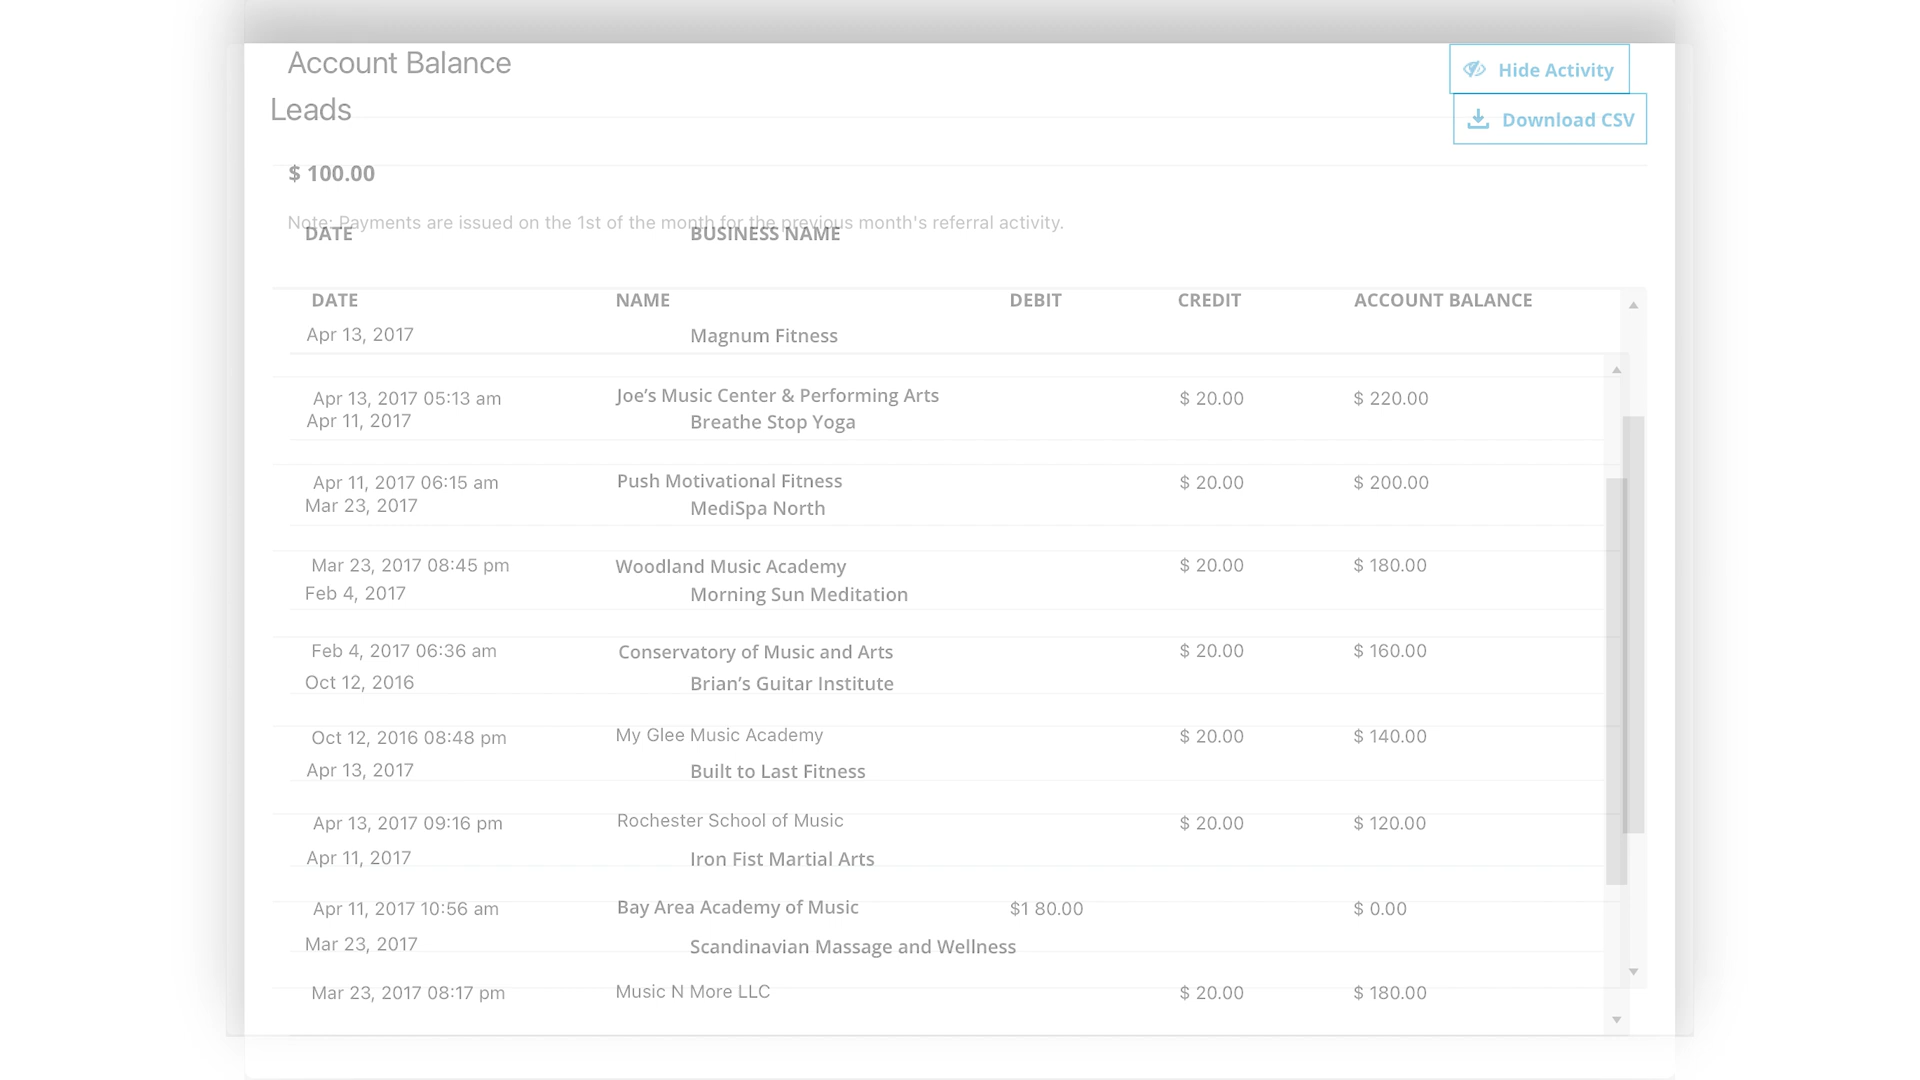 Account Balance
Hide Activity
Leads
Download CSV
$ 100.00
Note: Payments are issued on the 1st of the month for the previous month's referral activity.
DATE BUSINESS NAME
DATE NAME DEBIT CREDIT ACCOUNT BALANCE
Apr 13, 2017 Magnum Fitness
Apr 13, 2017 05:13 am Joe’s Music Center & Performing Arts $ 20.00 $ 220.00
Apr 11, 2017 Breathe Stop Yoga
Apr 11, 2017 06:15 am Push Motivational Fitness $ 20.00 $ 200.00
Mar 23, 2017 MediSpa North
Mar 23, 2017 08:45 pm Woodland Music Academy $ 20.00 $ 180.00
Feb 4, 2017 Morning Sun Meditation
Feb 4, 2017 06:36 am Conservatory of Music and Arts $ 20.00 $ 160.00
Oct 12, 2016 Brian’s Guitar Institute
Oct 12, 2016 08:48 pm My Glee Music Academy $ 20.00 $ 140.00
Apr 13, 2017 Built to Last Fitness
Apr 13, 2017 09:16 pm Rochester School of Music $ 20.00 $ 120.00
Apr 11, 2017 Iron Fist Martial Arts
Apr 11, 2017 10:56 am Bay Area Academy of Music $1 80.00 $ 0.00
Mar 23, 2017 Scandinavian Massage and Wellness
Mar 23, 2017 08:17 pm Music N More LLC $ 20.00 $ 180.00